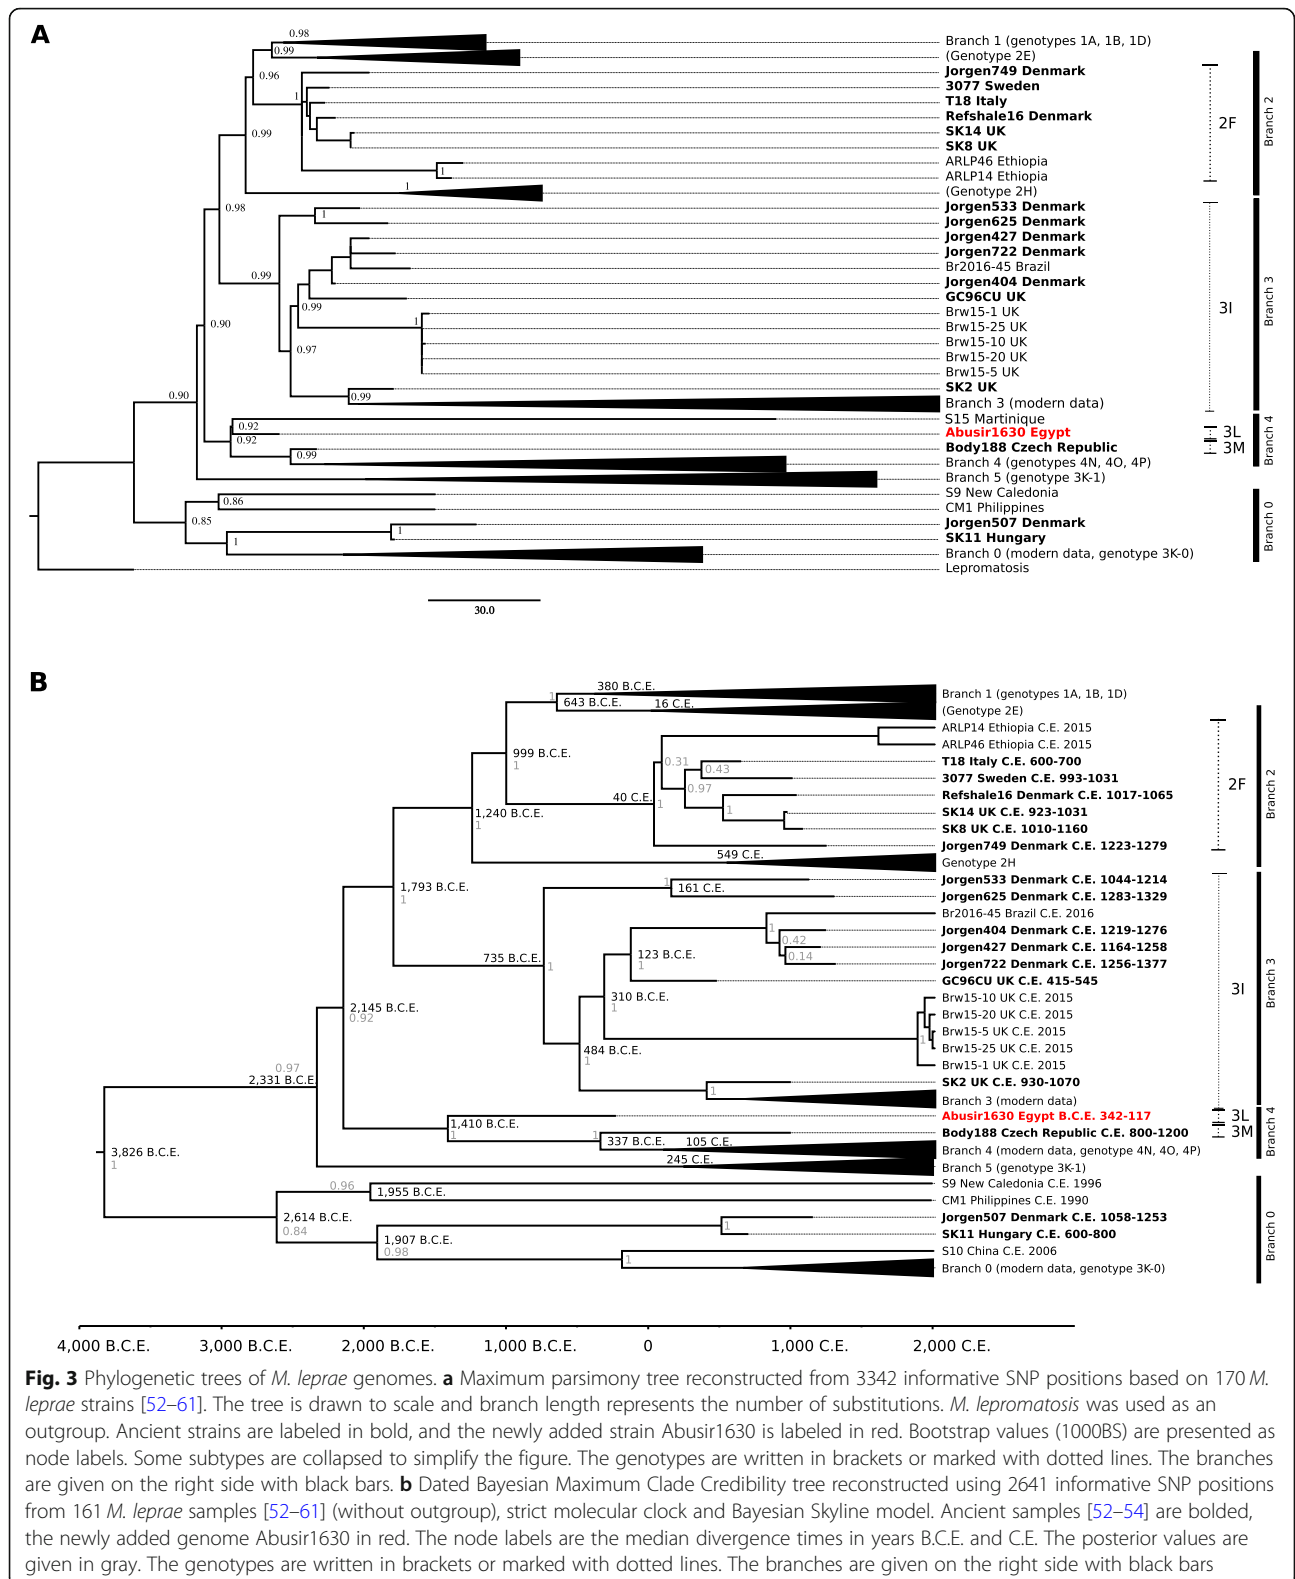 A
0.98
Branch 1 (genotypes 1A, 1B, 1D)
0.99
(Genotype 2E)
0.96
Jorgen749 Denmark
3077 Sweden
1
T18 Italy
Refshale16 Denmark
2F
Branch 2
0.99
SK14 UK
SK8 UK
ARLP46 Ethiopia
1
ARLP14 Ethiopia
1
(Genotype 2H)
0.98
Jorgen533 Denmark
1
Jorgen625 Denmark
Jorgen427 Denmark
Jorgen722 Denmark
Br2016-45 Brazil
0.99
Jorgen404 Denmark
Branch 3
GC96CU UK
0.99
3I
Brw15-1 UK
0.90
1
Brw15-25 UK
Brw15-10 UK
0.97
Brw15-20 UK
Brw15-5 UK
SK2 UK
0.90
0.99
Branch 3 (modern data)
S15 Martinique
0.92
Abusir1630 Egypt
3L
Branch 4
0.92
Body188 Czech Republic
3M
0.99
Branch 4 (genotypes 4N, 4O, 4P)
Branch 5 (genotype 3K-1)
S9 New Caledonia
0.86
CM1 Philippines
0.85
Jorgen507 Denmark
Branch 0
1
SK11 Hungary
1
Branch 0 (modern data, genotype 3K-0)
Lepromatosis
30.0
B
380 B.C.E.
Branch 1 (genotypes 1A, 1B, 1D)
1
643 B.C.E.
16 C.E.
(Genotype 2E)
ARLP14 Ethiopia C.E. 2015
ARLP46 Ethiopia C.E. 2015
999 B.C.E.
1
0.31
T18 Italy C.E. 600-700
0.43
3077 Sweden C.E. 993-1031
2F
Branch 2
0.97
40 C.E.
1
Refshale16 Denmark C.E. 1017-1065
1
1,240 B.C.E.
1
SK14 UK C.E. 923-1031
SK8 UK C.E. 1010-1160
Jorgen749 Denmark C.E. 1223-1279
549 C.E.
Genotype 2H
1,793 B.C.E.
1
1
161 C.E.
Jorgen533 Denmark C.E. 1044-1214
Jorgen625 Denmark C.E. 1283-1329
Br2016-45 Brazil C.E. 2016
1
Jorgen404 Denmark C.E. 1219-1276
0.42
Jorgen427 Denmark C.E. 1164-1258
0.14
735 B.C.E.
1
123 B.C.E.
1
Jorgen722 Denmark C.E. 1256-1377
GC96CU UK C.E. 415-545
3I
Branch 3
310 B.C.E.
1
Brw15-10 UK C.E. 2015
2,145 B.C.E.
0.92
Brw15-20 UK C.E. 2015
Brw15-5 UK C.E. 2015
1
Brw15-25 UK C.E. 2015
484 B.C.E.
1
Brw15-1 UK C.E. 2015
0.97
2,331 B.C.E.
SK2 UK C.E. 930-1070
1
Branch 3 (modern data)
Abusir1630 Egypt B.C.E. 342-117
3L
Branch 4
1,410 B.C.E.
1
Body188 Czech Republic C.E. 800-1200
3M
1
337 B.C.E.
105 C.E.
Branch 4 (modern data, genotype 4N, 4O, 4P)
3,826 B.C.E.
1
245 C.E.
Branch 5 (genotype 3K-1)
0.96
1,955 B.C.E.
S9 New Caledonia C.E. 1996
CM1 Philippines C.E. 1990
2,614 B.C.E.
0.84
Jorgen507 Denmark C.E. 1058-1253
1
SK11 Hungary C.E. 600-800
Branch 0
1,907 B.C.E.
0.98
S10 China C.E. 2006
1
Branch 0 (modern data, genotype 3K-0)
4,000 B.C.E. 3,000 B.C.E. 2,000 B.C.E. 1,000 B.C.E. 0 1,000 C.E. 2,000 C.E.
Fig. 3 Phylogenetic trees of M. leprae genomes. a Maximum parsimony tree reconstructed from 3342 informative SNP positions based on 170 M.
leprae strains [52–61]. The tree is drawn to scale and branch length represents the number of substitutions. M. lepromatosis was used as an
outgroup. Ancient strains are labeled in bold, and the newly added strain Abusir1630 is labeled in red. Bootstrap values (1000BS) are presented as
node labels. Some subtypes are collapsed to simplify the figure. The genotypes are written in brackets or marked with dotted lines. The branches
are given on the right side with black bars. b Dated Bayesian Maximum Clade Credibility tree reconstructed using 2641 informative SNP positions
from 161 M. leprae samples [52–61] (without outgroup), strict molecular clock and Bayesian Skyline model. Ancient samples [52–54] are bolded,
the newly added genome Abusir1630 in red. The node labels are the median divergence times in years B.C.E. and C.E. The posterior values are
given in gray. The genotypes are written in brackets or marked with dotted lines. The branches are given on the right side with black bars